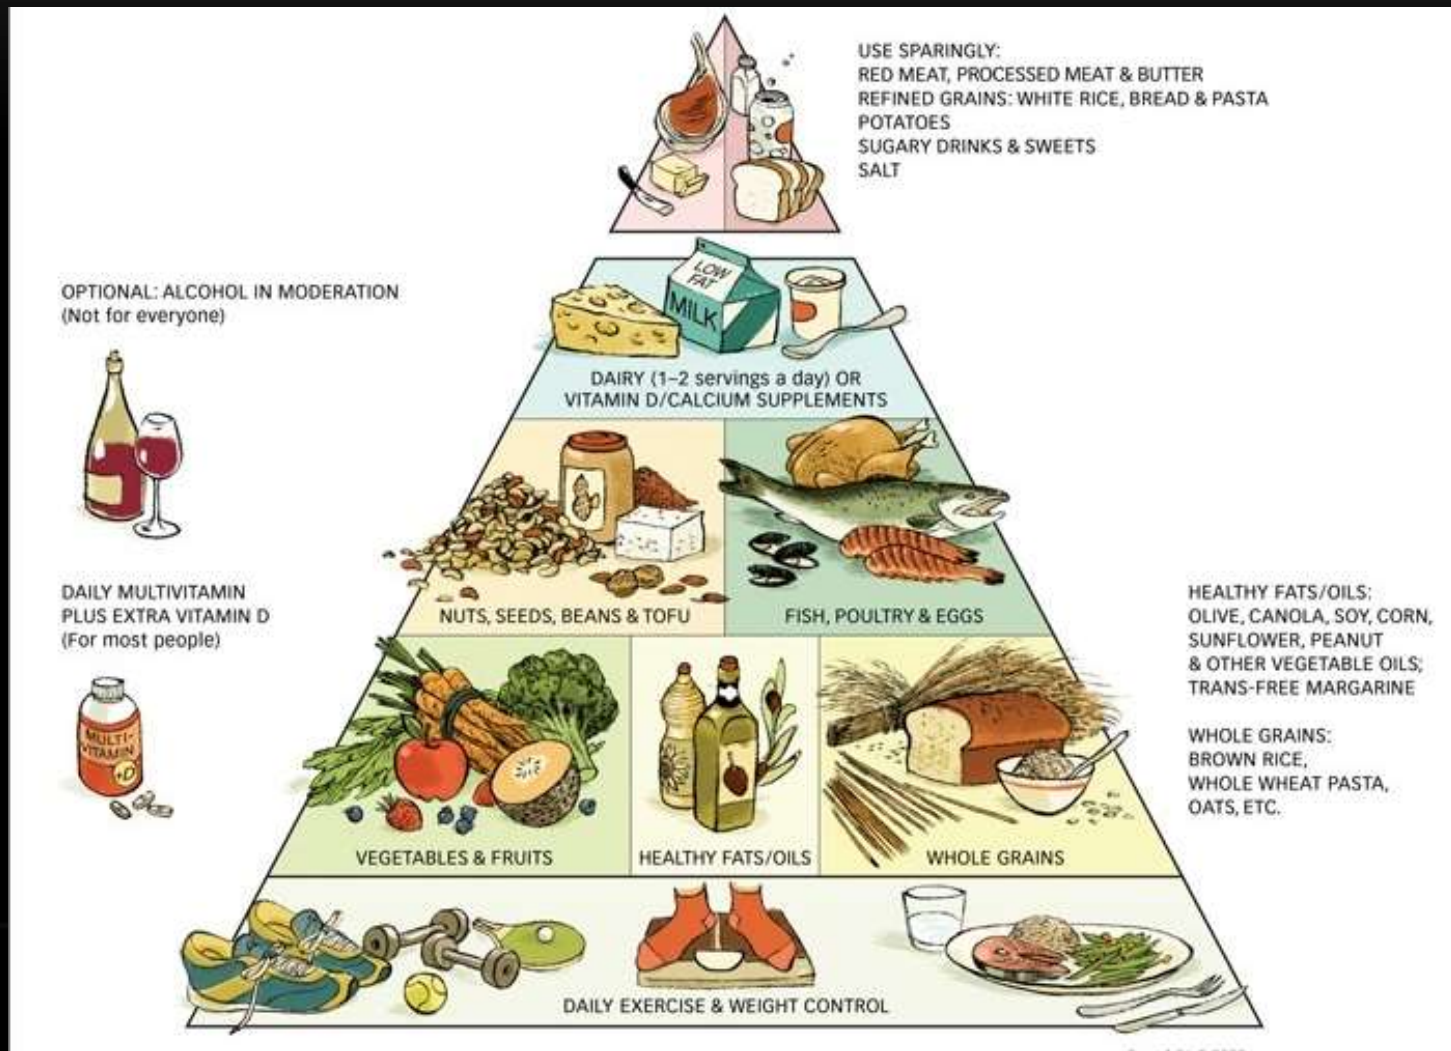 USE SPARINGLY:
RED MEAT, PROCESSED MEAT & BUTTER
REFINED GRAINS: WHITE RICE, BREAD & PASTA
POTATOES
SUGARY DRINKS & SWEETS
SALT
OPTIONAL: ALCOHOL IN MODERATION
(Not for everyone)
LOW
FAT
MILK
DAIRY (1–2 servings a day) OR
VITAMIN D/CALCIUM SUPPLEMENTS
DAILY MULTIVITAMIN
PLUS EXTRA VITAMIN D
(For most people)
MULTI-
VITAMIN
+D
NUTS, SEEDS, BEANS & TOFU
FISH, POULTRY & EGGS
HEALTHY FATS/OILS:
OLIVE, CANOLA, SOY, CORN,
SUNFLOWER, PEANUT
& OTHER VEGETABLE OILS;
TRANS-FREE MARGARINE
WHOLE GRAINS:
BROWN RICE,
WHOLE WHEAT PASTA,
OATS, ETC.
VEGETABLES & FRUITS
HEALTHY FATS/OILS
WHOLE GRAINS
DAILY EXERCISE & WEIGHT CONTROL